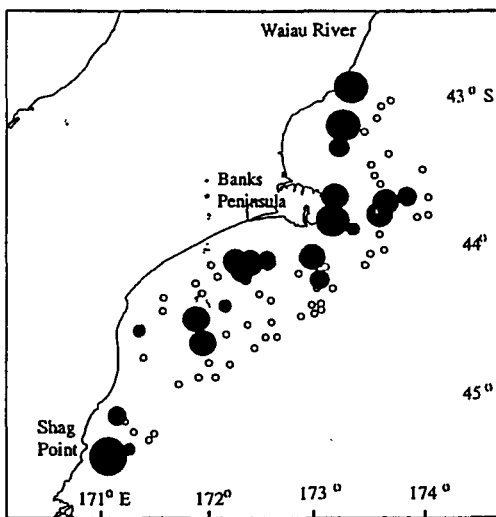 Waiau River
43° S
Banks
Peninsula
44°
45°
Shag
Point
171° E
172°
173°
174°